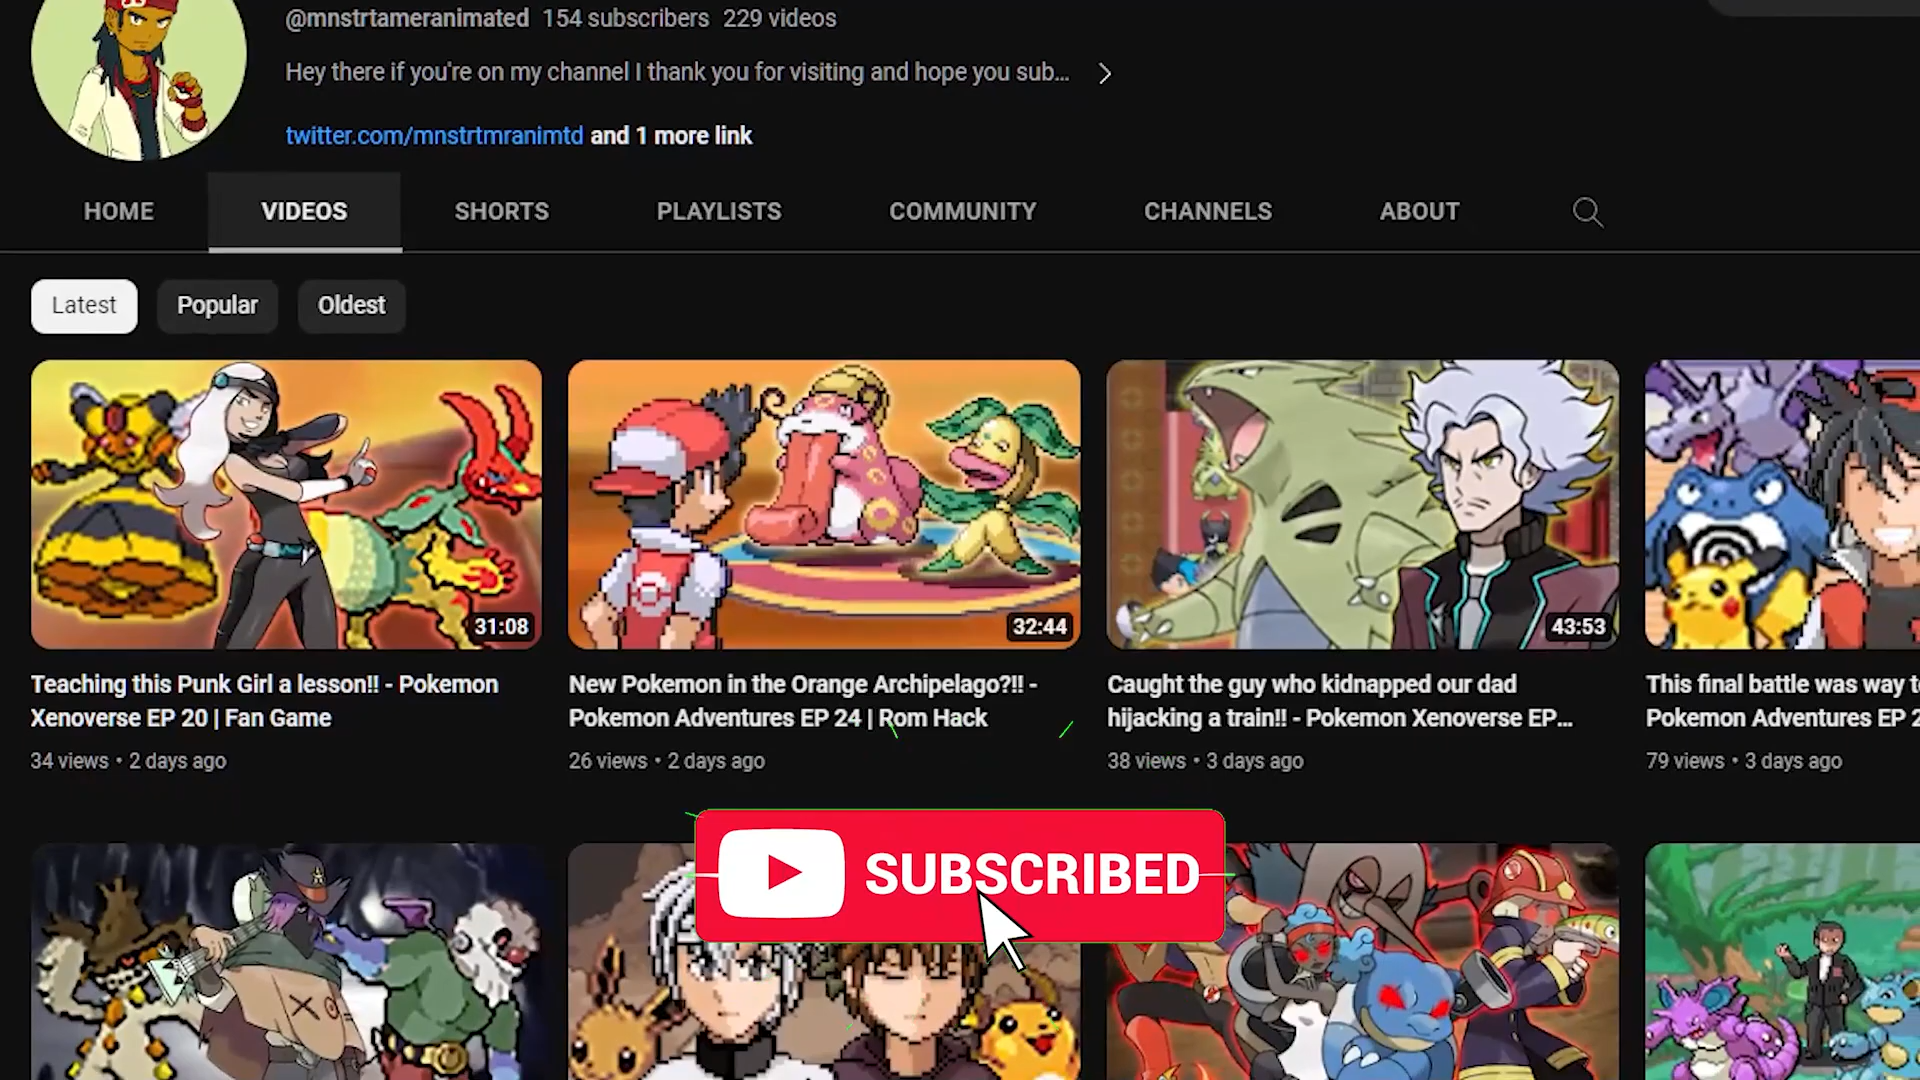 @mnstrtameranimated 154 subscribers 229 videos
Hey there if you're on my channel I thank you for visiting and hope you sub...
twitter.com/mnstrtmranimtd and 1 more link
HOME VIDEOS SHORTS PLAYLISTS COMMUNITY CHANNELS ABOUT
Latest Popular Oldest
31:08
32:44
43:53
Teaching this Punk Girl a lesson!! - Pokemon
Xenoverse EP 20 | Fan Game
34 views • 2 days ago
New Pokemon in the Orange Archipelago?!! -
Pokemon Adventures EP 24 | Rom Hack
26 views • 2 days ago
Caught the guy who kidnapped our dad
hijacking a train!! - Pokemon Xenoverse EP...
38 views • 3 days ago
This final battle was way
Pokemon Adventures EP
79 views • 3 days ago
SUBSCRIBED